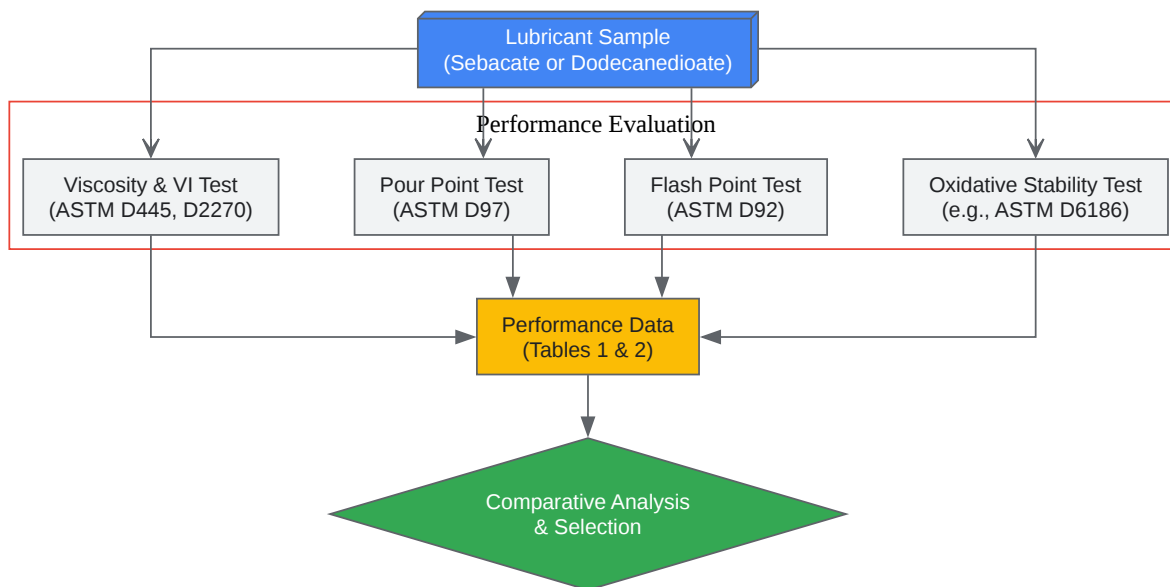 Lubricant Sample
(Sebacate or Dodecanedioate)
Performance Evaluation
Viscosity & VI Test
(ASTM D445, D2270)
Pour Point Test
(ASTM D97)
Flash Point Test
(ASTM D92)
Oxidative Stability Test
(e.g., ASTM D6186)
Performance Data
(Tables 1 & 2)
Comparative Analysis
& Selection